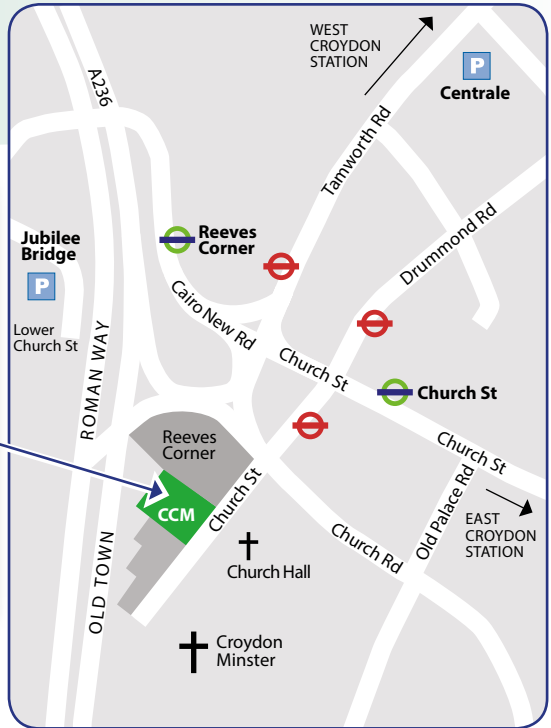 WEST
CROYDON
STATION
P
Centrale
A236
Tamworth Rd
Drummond Rd
Reeves
Corner
Jubilee
Bridge
P
Lower
Church St
Cairo New Rd
ROMAN WAY
Church St
Church St
Reeves
Corner
Church St
CCM
Church St
Old Palace Rd
EAST
CROYDON
STATION
Church Rd
OLD TOWN
Church Hall
Croydon
Minster